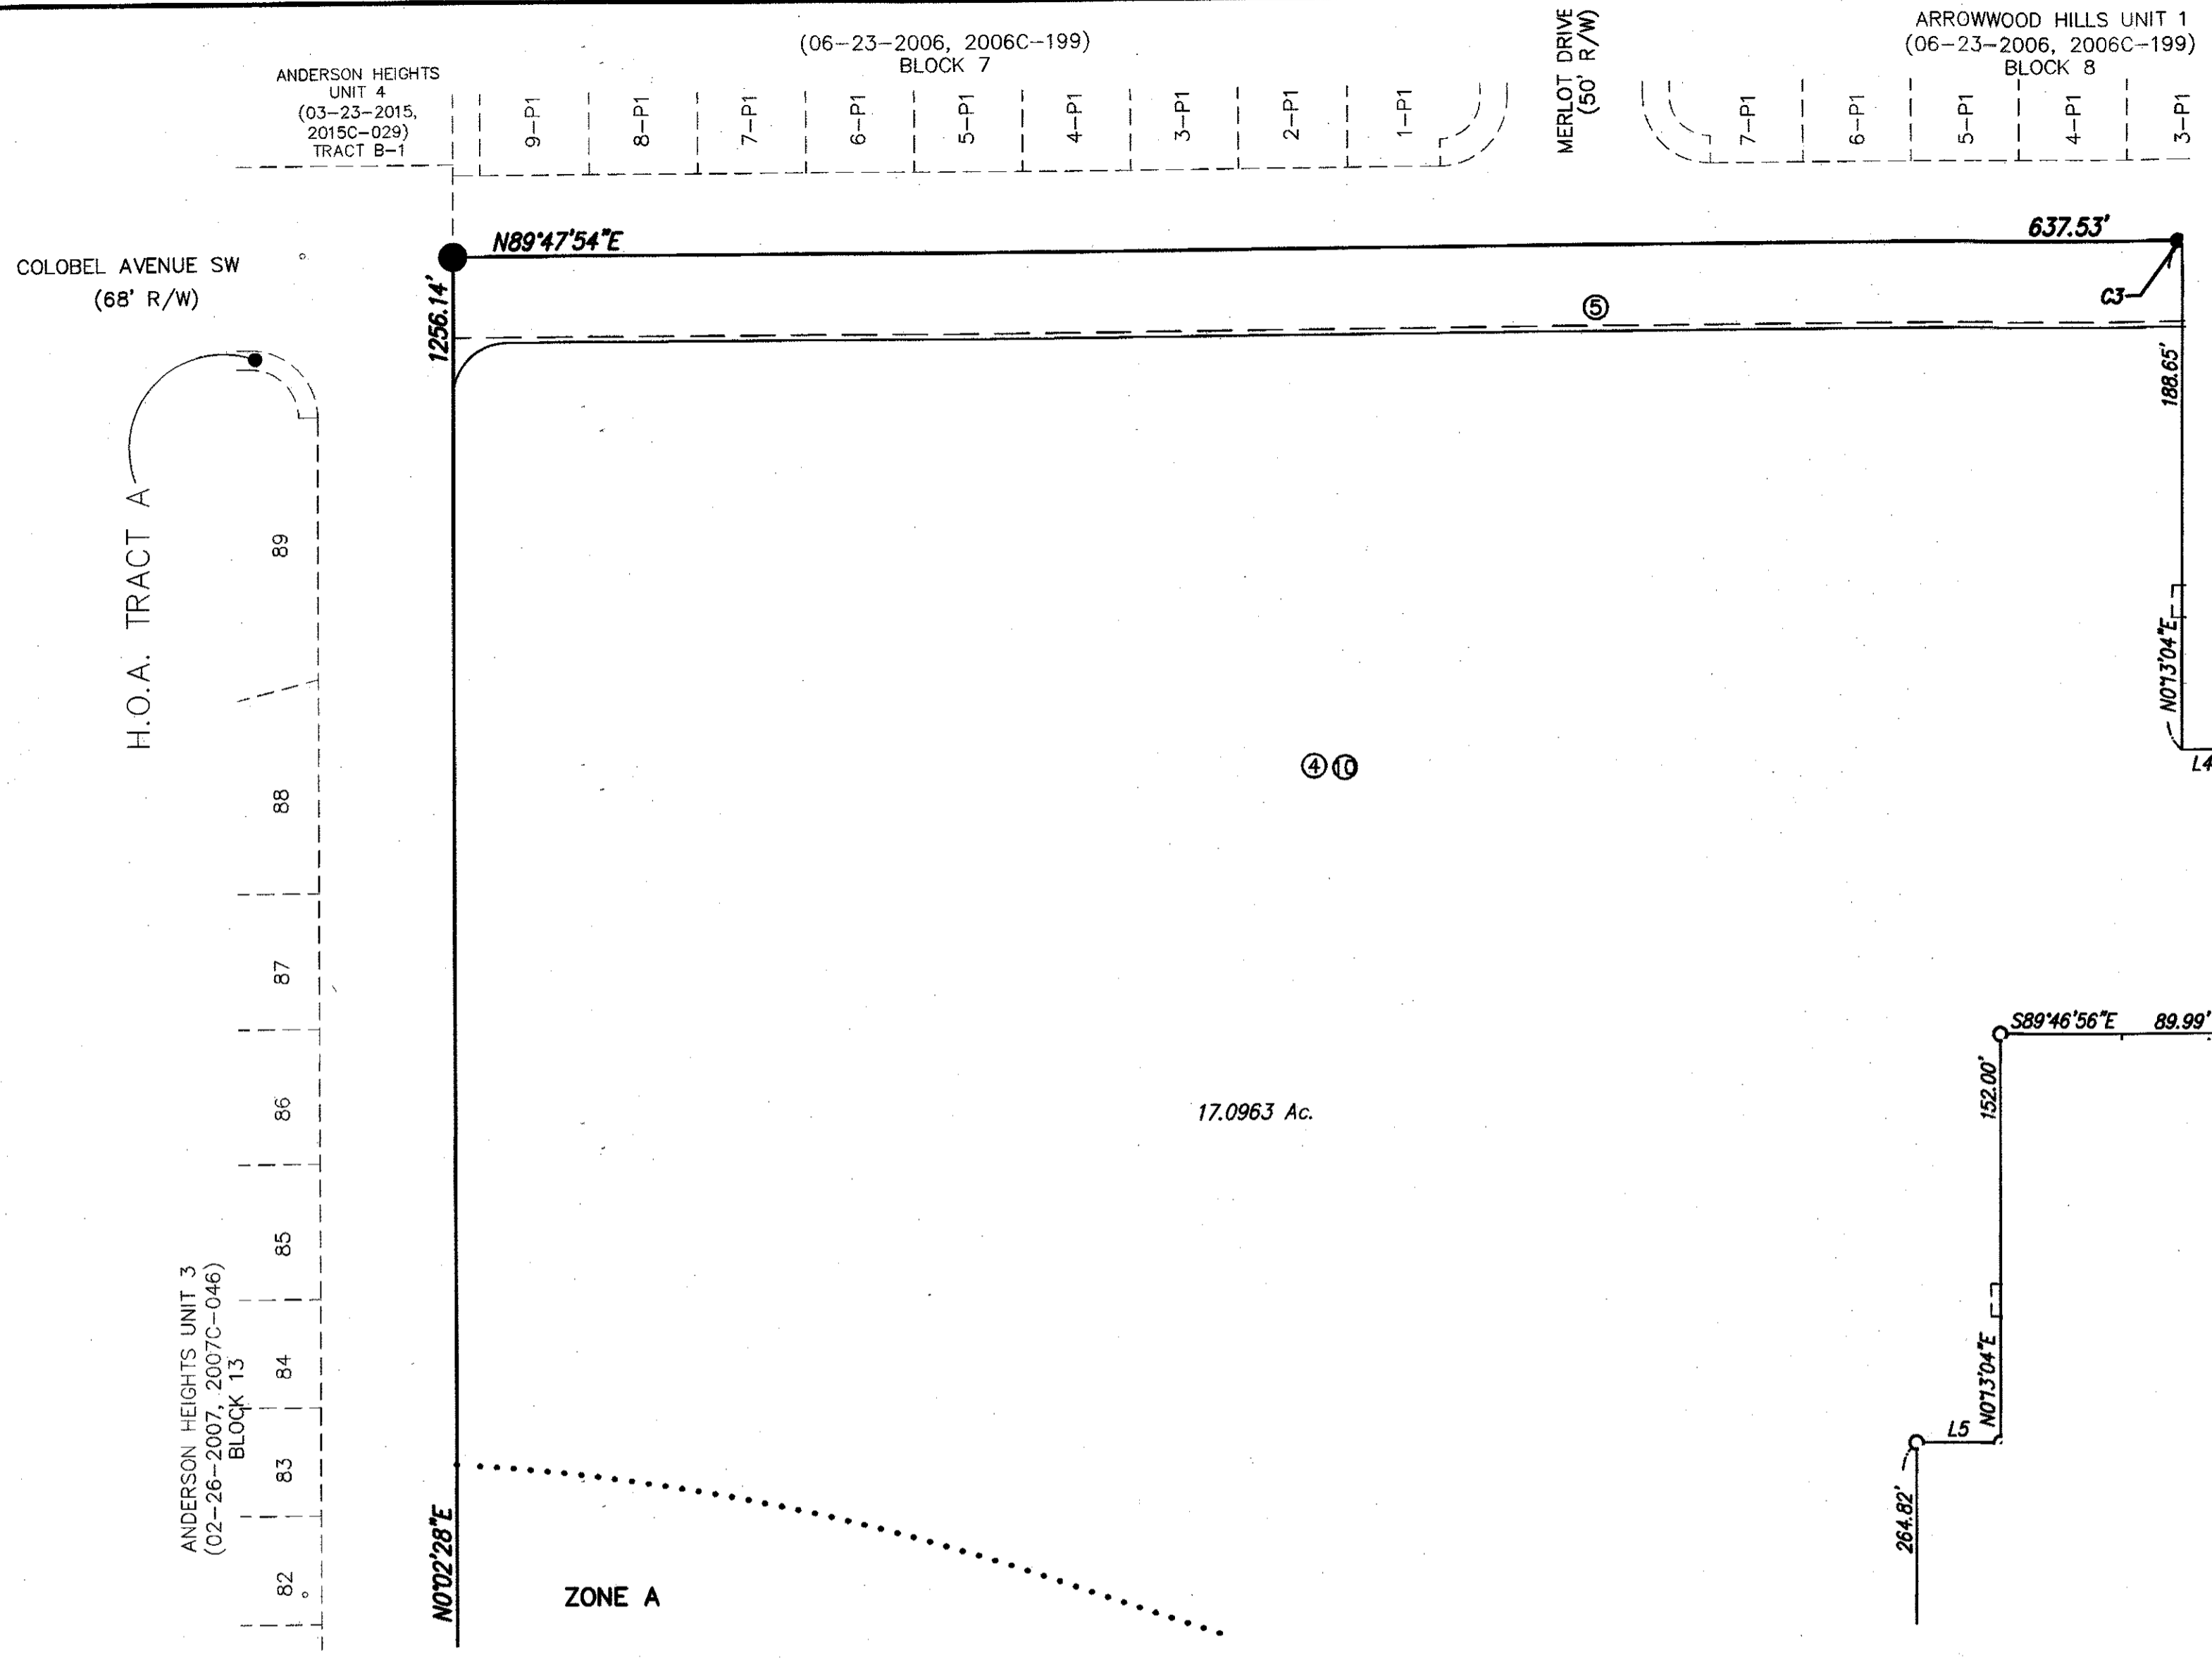 (06-23-2006, 2006C-199)
BLOCK 7
MERLOT DRIVE
(50' R/W)
ARROWWOOD HILLS UNIT 1
(06-23-2006, 2006C-199)
BLOCK 8
ANDERSON HEIGHTS
UNIT 4
(03-23-2015,
2015C-029)
TRACT B-1
9-P1
8-P1
7-P1
6-P1
5-P1
4-P1
3-P1
2-P1
1-P1
7-P1
6-P1
5-P1
4-P1
3-P1
N89°47'54"E
637.53'
COLOBEL AVENUE SW
(68' R/W)
1256.14'
C3
5
188.65'
H.O.A. TRACT A
89
N0°13'04"E
L4
4 10
88
87
S89°46'56"E 89.99'
152.00'
86
17.0963 Ac.
85
ANDERSON HEIGHTS UNIT 3
(02-26-2007, 2007C-046)
BLOCK 13
84
N0°13'04"E
L5
83
264.82'
N0°02'28"E
82
ZONE A